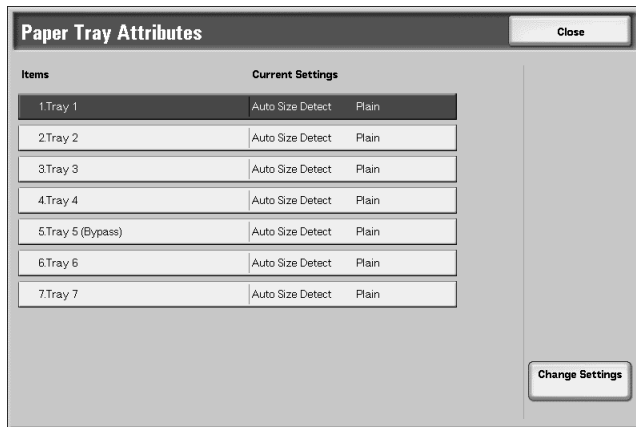 Paper Tray Attributes Close
Items Current Settings
1.Tray 1 Auto Size Detect Plain
2.Tray 2 Auto Size Detect Plain
3.Tray 3 Auto Size Detect Plain
4.Tray 4 Auto Size Detect Plain
5.Tray 5 (Bypass) Auto Size Detect Plain
6.Tray 6 Auto Size Detect Plain
7.Tray 7 Auto Size Detect Plain
Change Settings